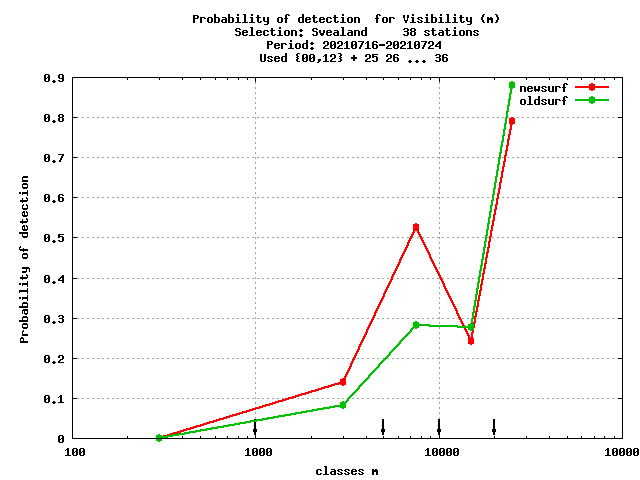 Probability of detection for Visibility (m)
Selection: Svealand 38 stations
Period: 20210716-20210724
Used {00,12} + 25 26 ... 36
newsurf
oldsurf
0.9
0.8
0.7
0.6
0.5
0.4
0.3
0.2
0.1
0
Probability of detection
100
1000
10000
10000
classes m